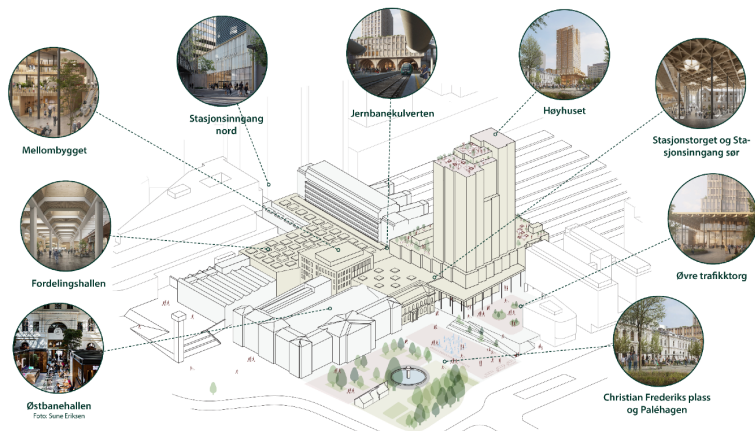 Stasjonsinngang
nord
Jernbanekulverten
Høyhuset
Mellombygget
Stasjonstorget og Sta-
sjonsinngang sør
Fordelingshallen
Øvre trafikktorg
Østbanehallen
Foto: Sune Eriksen
Christian Frederiks plass
og Paléhagen